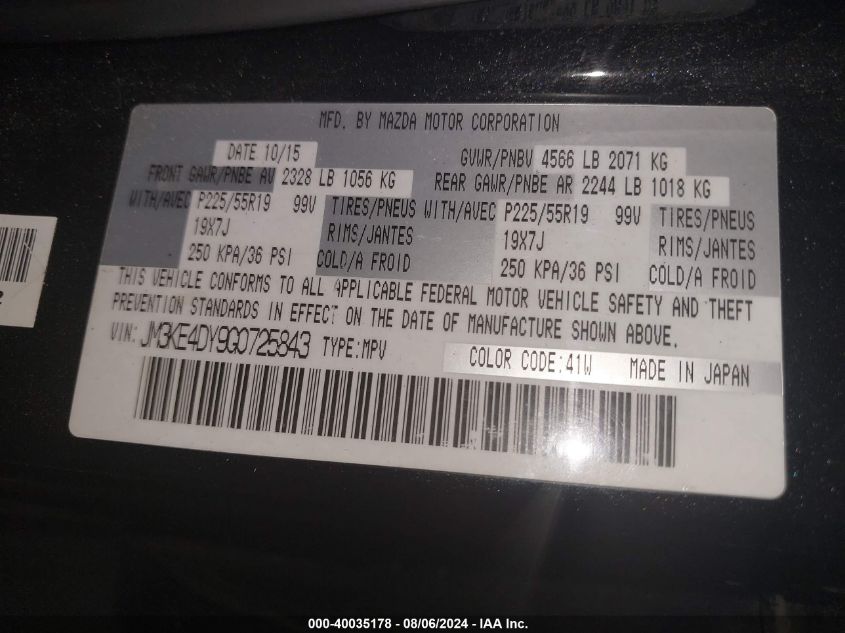 MFD. BY MAZDA MOTOR CORPORATION
DATE 10/15 GVWR/PNBV 4566 LB 2071 KG
FRONT GAWR/PNBE AV 2328 LB 1056 KG REAR GAWR/PNBE AR 2244 LB 1018 KG
WITH/AVEC P225/55R19 99V TIRES/PNEUS WITH/AVEC P225/55R19 99V TIRES/PNEUS
19X7J RIMS/JANTES 19X7J RIMS/JANTES
250 KPA/36 PSI COLD/A FROID 250 KPA/36 PSI COLD/A FROID
THIS VEHICLE CONFORMS TO ALL APPLICABLE FEDERAL MOTOR VEHICLE SAFETY AND THEFT
PREVENTION STANDARDS IN EFFECT ON THE DATE OF MANUFACTURE SHOWN ABOVE.
VIN: JM3KE4DY9G0725843 TYPE:MPV COLOR CODE:41W MADE IN JAPAN
000-40035178 - 08/06/2024 - IAA Inc.